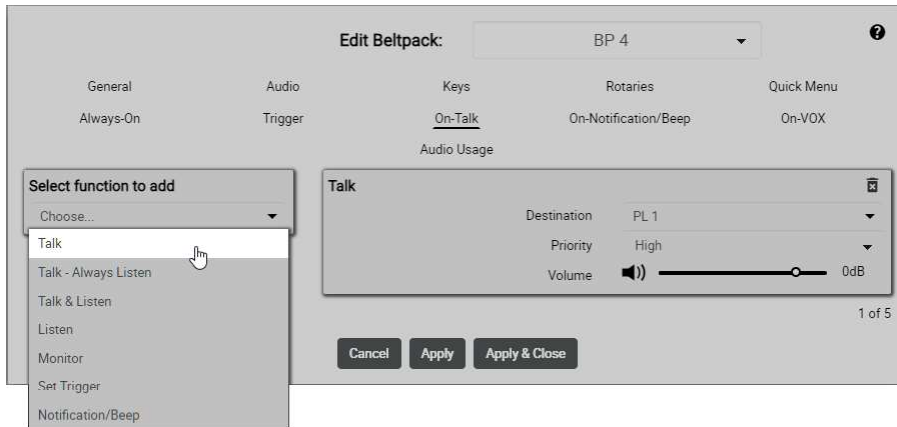 Edit Beltpack: BP 4
General Audio Keys Rotaries Quick Menu
Always-On Trigger On-Talk On-Notification/Beep On-VOX
Audio Usage
Select function to add
Choose...
Talk
Talk - Always Listen
Talk & Listen
Listen
Monitor
Set Trigger
Notification/Beep
Talk
Destination PL 1
Priority High
Volume 0dB
1 of 5
Cancel Apply Apply & Close